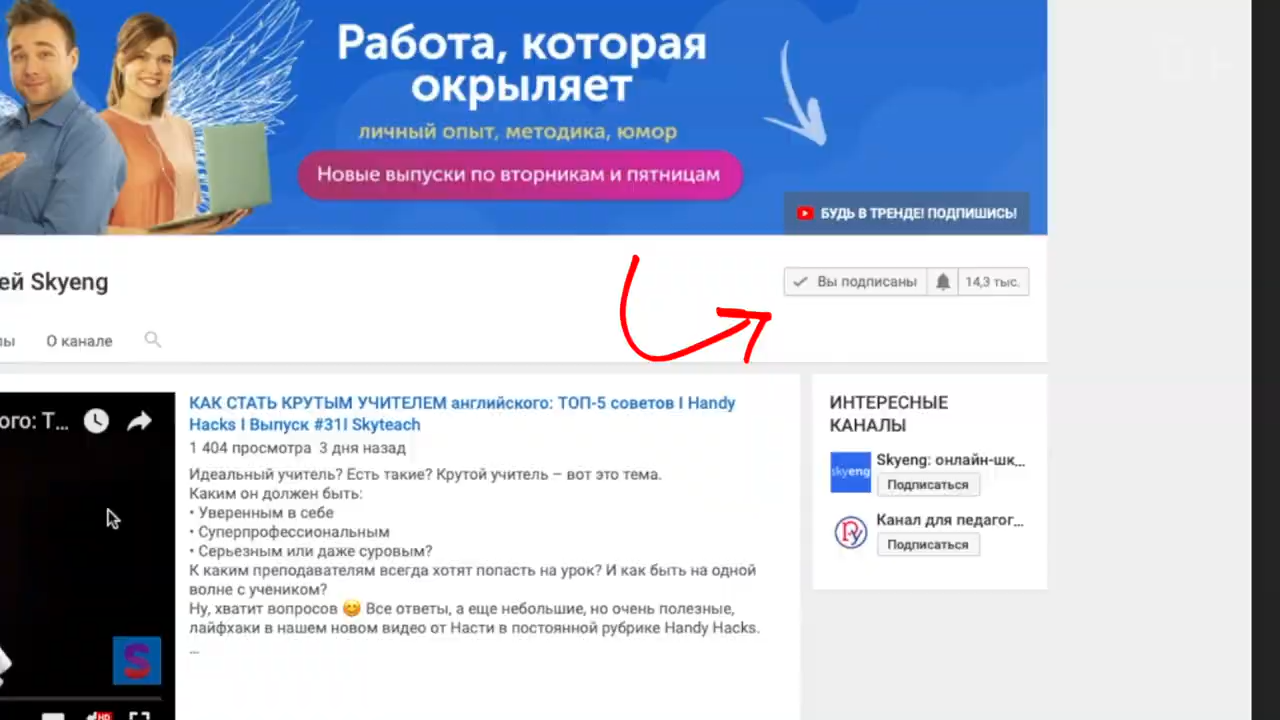 Работа, которая
окрыляет
личный опыт, методика, юмор
Новые выпуски по вторникам и пятницам
БУДЬ В ТРЕНДЕ! ПОДПИШИСЬ!
ей Skyeng
Вы подписаны
14,3 тыс.
ы
О канале
ого: Т...
КАК СТАТЬ КРУТЫМ УЧИТЕЛЕМ английского: ТОП-5 советов I Handy
Hacks I Выпуск #31I Skyteach
1 404 просмотра 3 дня назад
Идеальный учитель? Есть такие? Крутой учитель – вот это тема.
Каким он должен быть:
• Уверенным в себе
• Суперпрофессиональным
• Серьезным или даже суровым?
К каким преподавателям всегда хотят попасть на урок? И как быть на одной
волне с учеником?
Ну, хватит вопросов 😊 Все ответы, а еще небольшие, но очень полезные,
лайфхаки в нашем новом видео от Насти в постоянной рубрике Handy Hacks.
...
S
HD
ИНТЕРЕСНЫЕ
КАНАЛЫ
skyeng
Skyeng: онлайн-шк...
Подписаться
Канал для педагог...
Подписаться